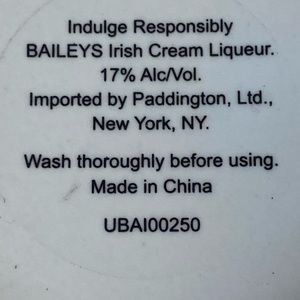 Indulge Responsibly
BAILEYS Irish Cream Liqueur.
17% Alc/Vol.
Imported by Paddington, Ltd.,
New York, NY.
Wash thoroughly before using.
Made in China
UBAI00250